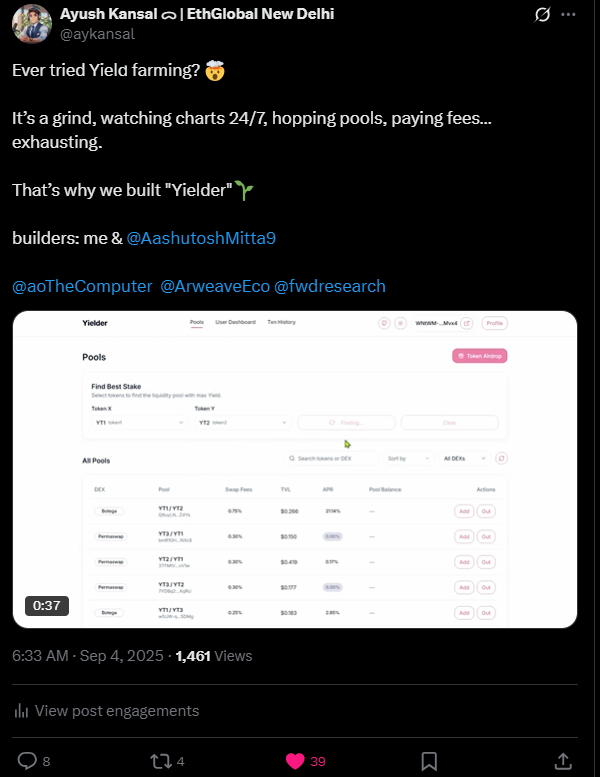 Ayush Kansal | EthGlobal New Delhi
@aykansal
Ever tried Yield farming? 🤯
It’s a grind, watching charts 24/7, hopping pools, paying fees...
exhausting.
That’s why we built "Yielder"🌱
builders: me & @AashutoshMitta9
@aoTheComputer @ArweaveEco @fwdresearch
Yielder Pools User Dashboard Txn History Profile
Pools Token Airdrop
Find Best Stake
Select tokens to find the liquidity pool with max Yield.
Token X Token Y
YT1 token1 YT2 token2 Finding... Clear
All Pools Search tokens or DEX Sort by All DEXs
DEX Pool Swap Fees TVL APR Pool Balance Actions
Botega YT1 / YT2 0.75% $0.266 21.14% — Add Out
Permaswap YT3 / YT1 0.30% $0.150 0.00% — Add Out
Permaswap YT2 / YT1 0.30% $0.419 0.17% — Add Out
Permaswap YT3 / YT2 0.30% $0.177 0.00% — Add Out
Botega YT1 / YT3 0.25% $0.183 2.85% — Add Out
0:37
6:33 AM · Sep 4, 2025 · 1,461 Views
View post engagements
8 4 39